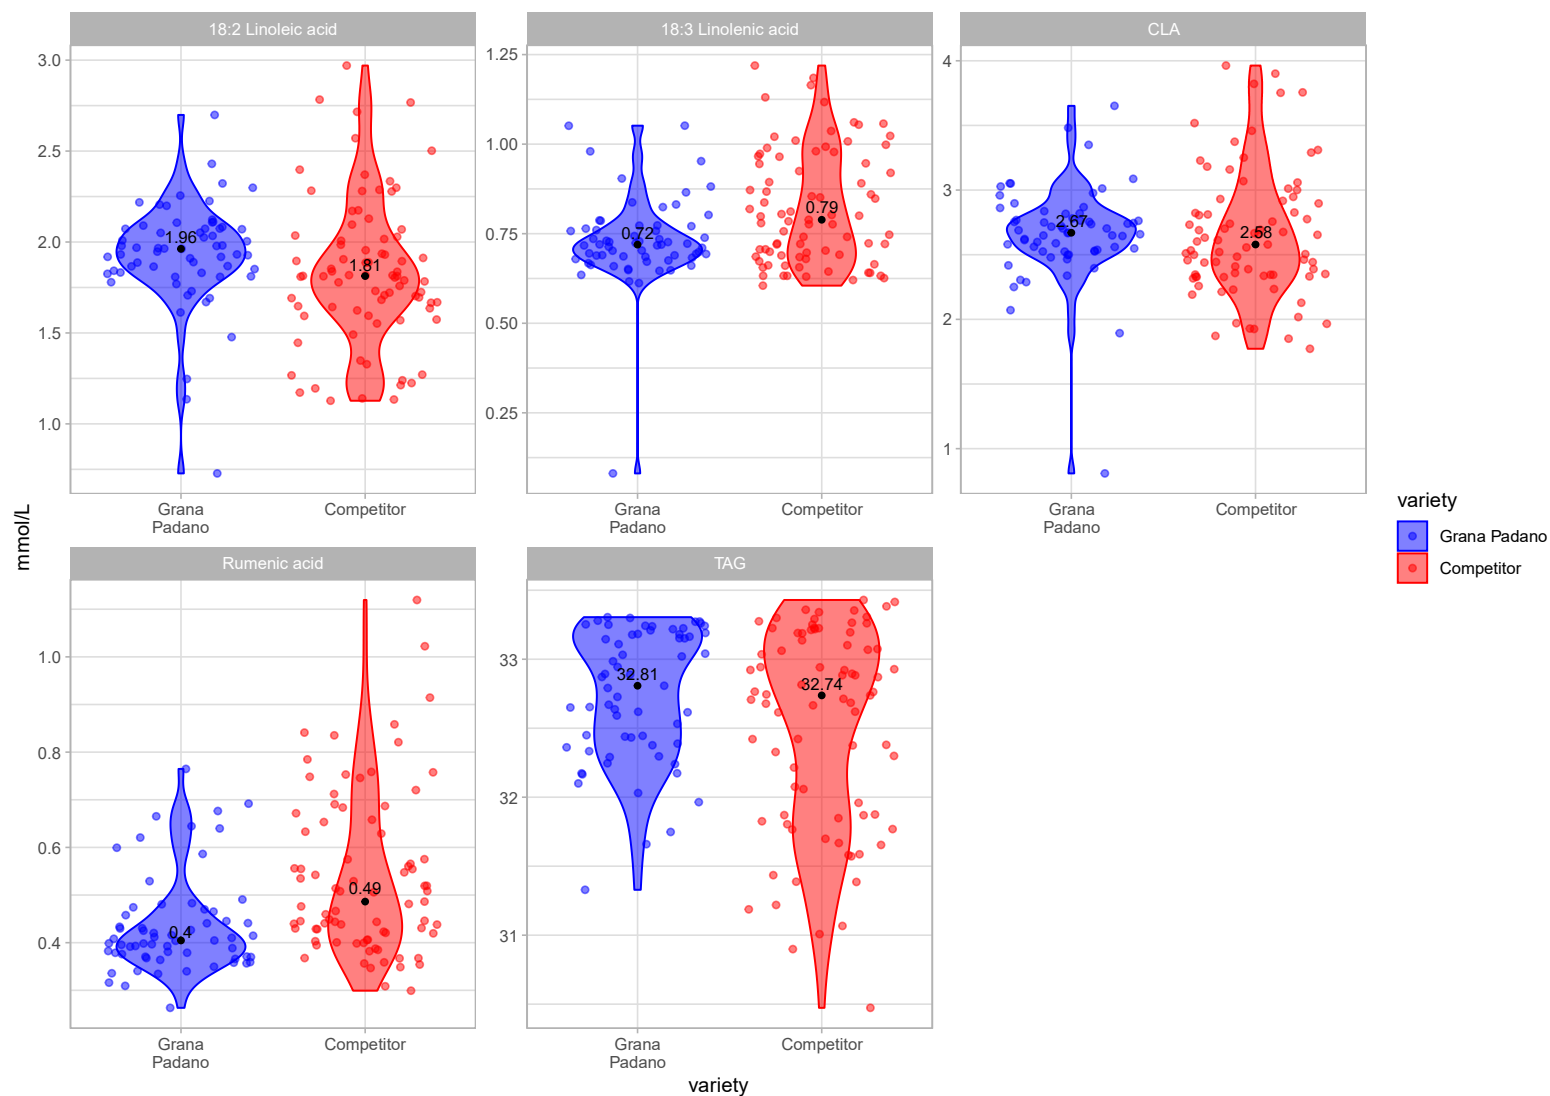 18:2 Linoleic acid
18:3 Linolenic acid
CLA
3.0
2.5
2.0
1.5
1.0
1.96
1.81
Grana
Padano
Competitor
1.25
1.00
0.75
0.50
0.25
0.72
0.79
Grana
Padano
Competitor
4
3
2
1
2.67
2.58
Grana
Padano
Competitor
mmol/L
variety
Grana Padano
Competitor
Rumenic acid
TAG
1.0
0.8
0.6
0.4
0.4
0.49
Grana
Padano
Competitor
33
32
31
32.81
32.74
Grana
Padano
Competitor
variety